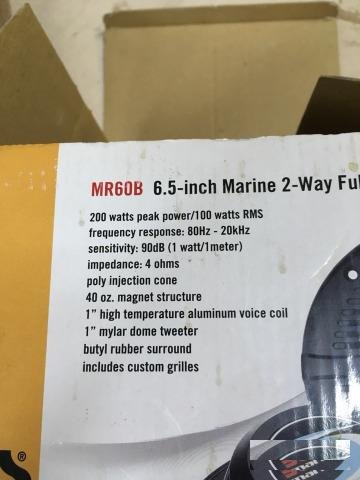 MR60B 6.5-inch Marine 2-Way
200 watts peak power/100 watts RMS
frequency response: 80Hz - 20kHz
sensitivity: 90dB (1 watt/1meter)
impedance: 4 ohms
poly injection cone
40 oz. magnet structure
1” high temperature aluminum voice coil
1” mylar dome tweeter
butyl rubber surround
includes custom grilles
®